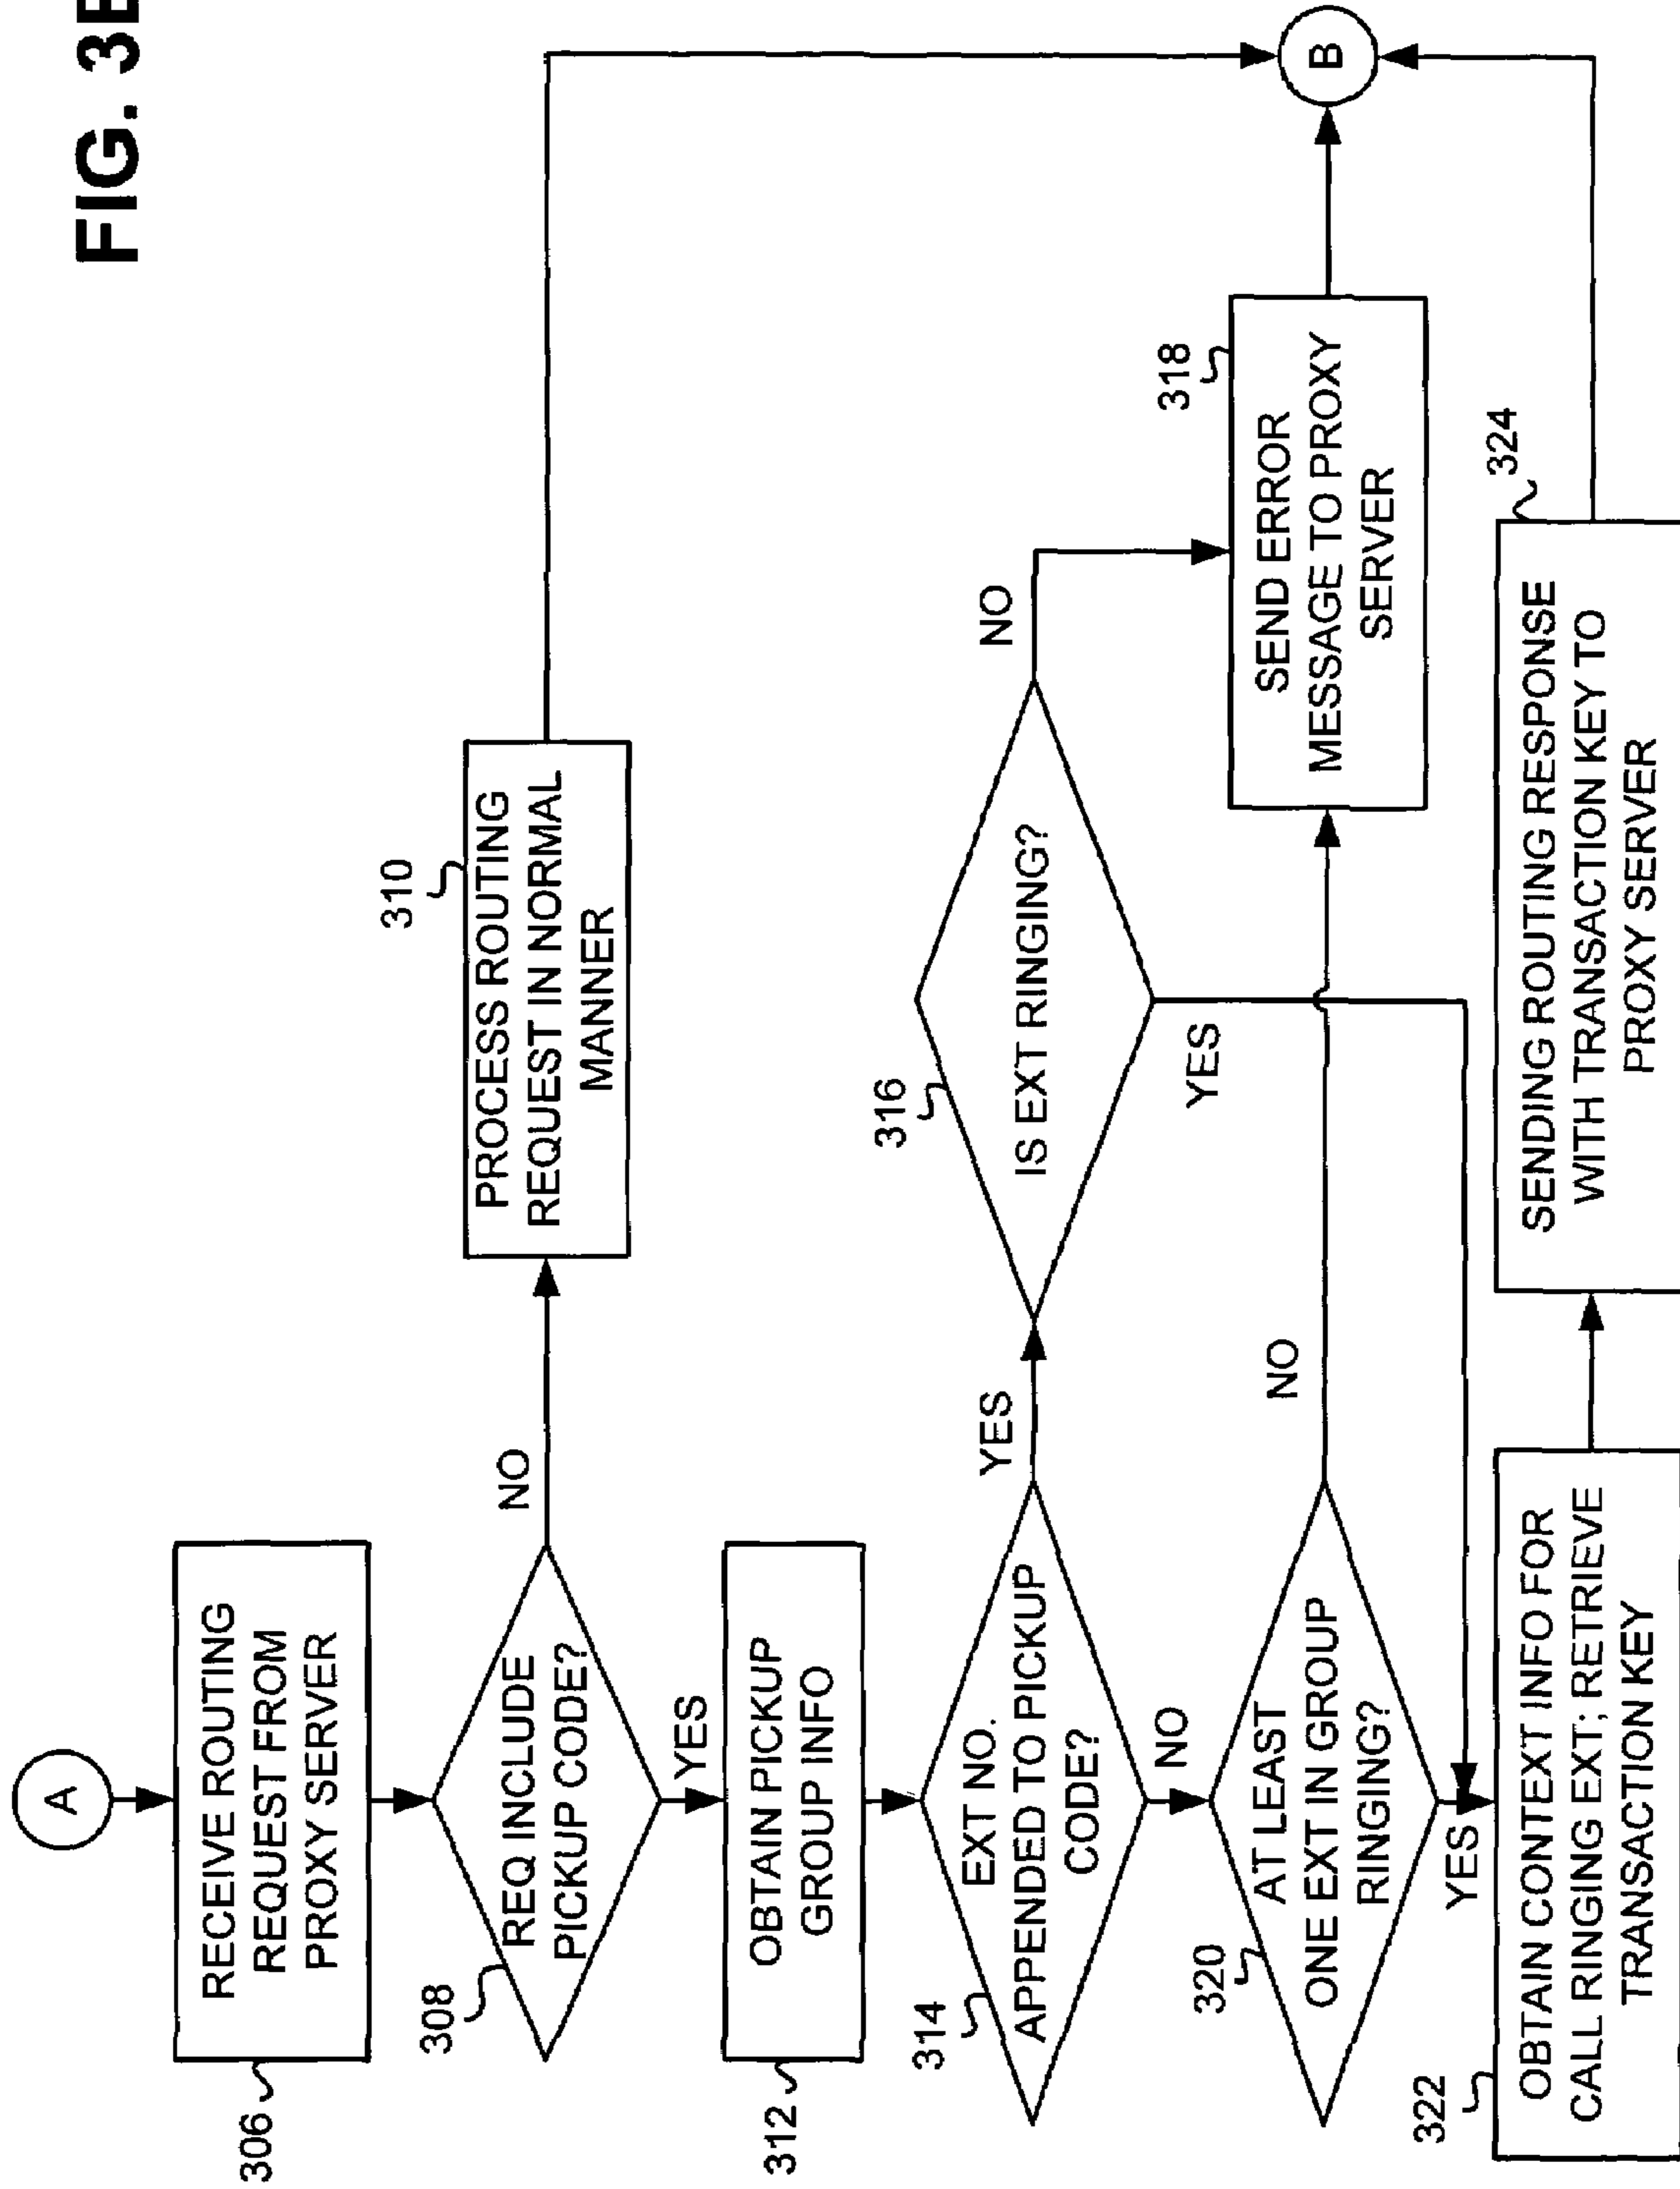 FIG. 3B
A
306
RECEIVE ROUTING
REQUEST FROM
PROXY SERVER
308
REQ INCLUDE
PICKUP CODE?
NO
310
PROCESS ROUTING
REQUEST IN NORMAL
MANNER
YES
312
OBTAIN PICKUP
GROUP INFO
314
EXT NO.
APPENDED TO PICKUP
CODE?
YES
316
IS EXT RINGING?
NO
318
SEND ERROR
MESSAGE TO PROXY
SERVER
B
YES
NO
320
AT LEAST
ONE EXT IN GROUP
RINGING?
NO
YES
322
OBTAIN CONTEXT INFO FOR
CALL RINGING EXT; RETRIEVE
TRANSACTION KEY
324
SENDING ROUTING RESPONSE
WITH TRANSACTION KEY TO
PROXY SERVER